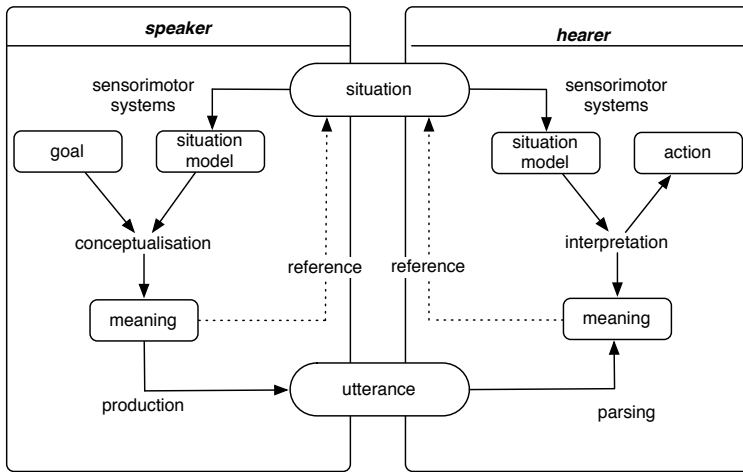 speaker
hearer
situation
sensorimotor
systems
sensorimotor
systems
goal
situation
model
situation
model
action
conceptualisation
interpretation
reference
reference
meaning
meaning
utterance
production
parsing